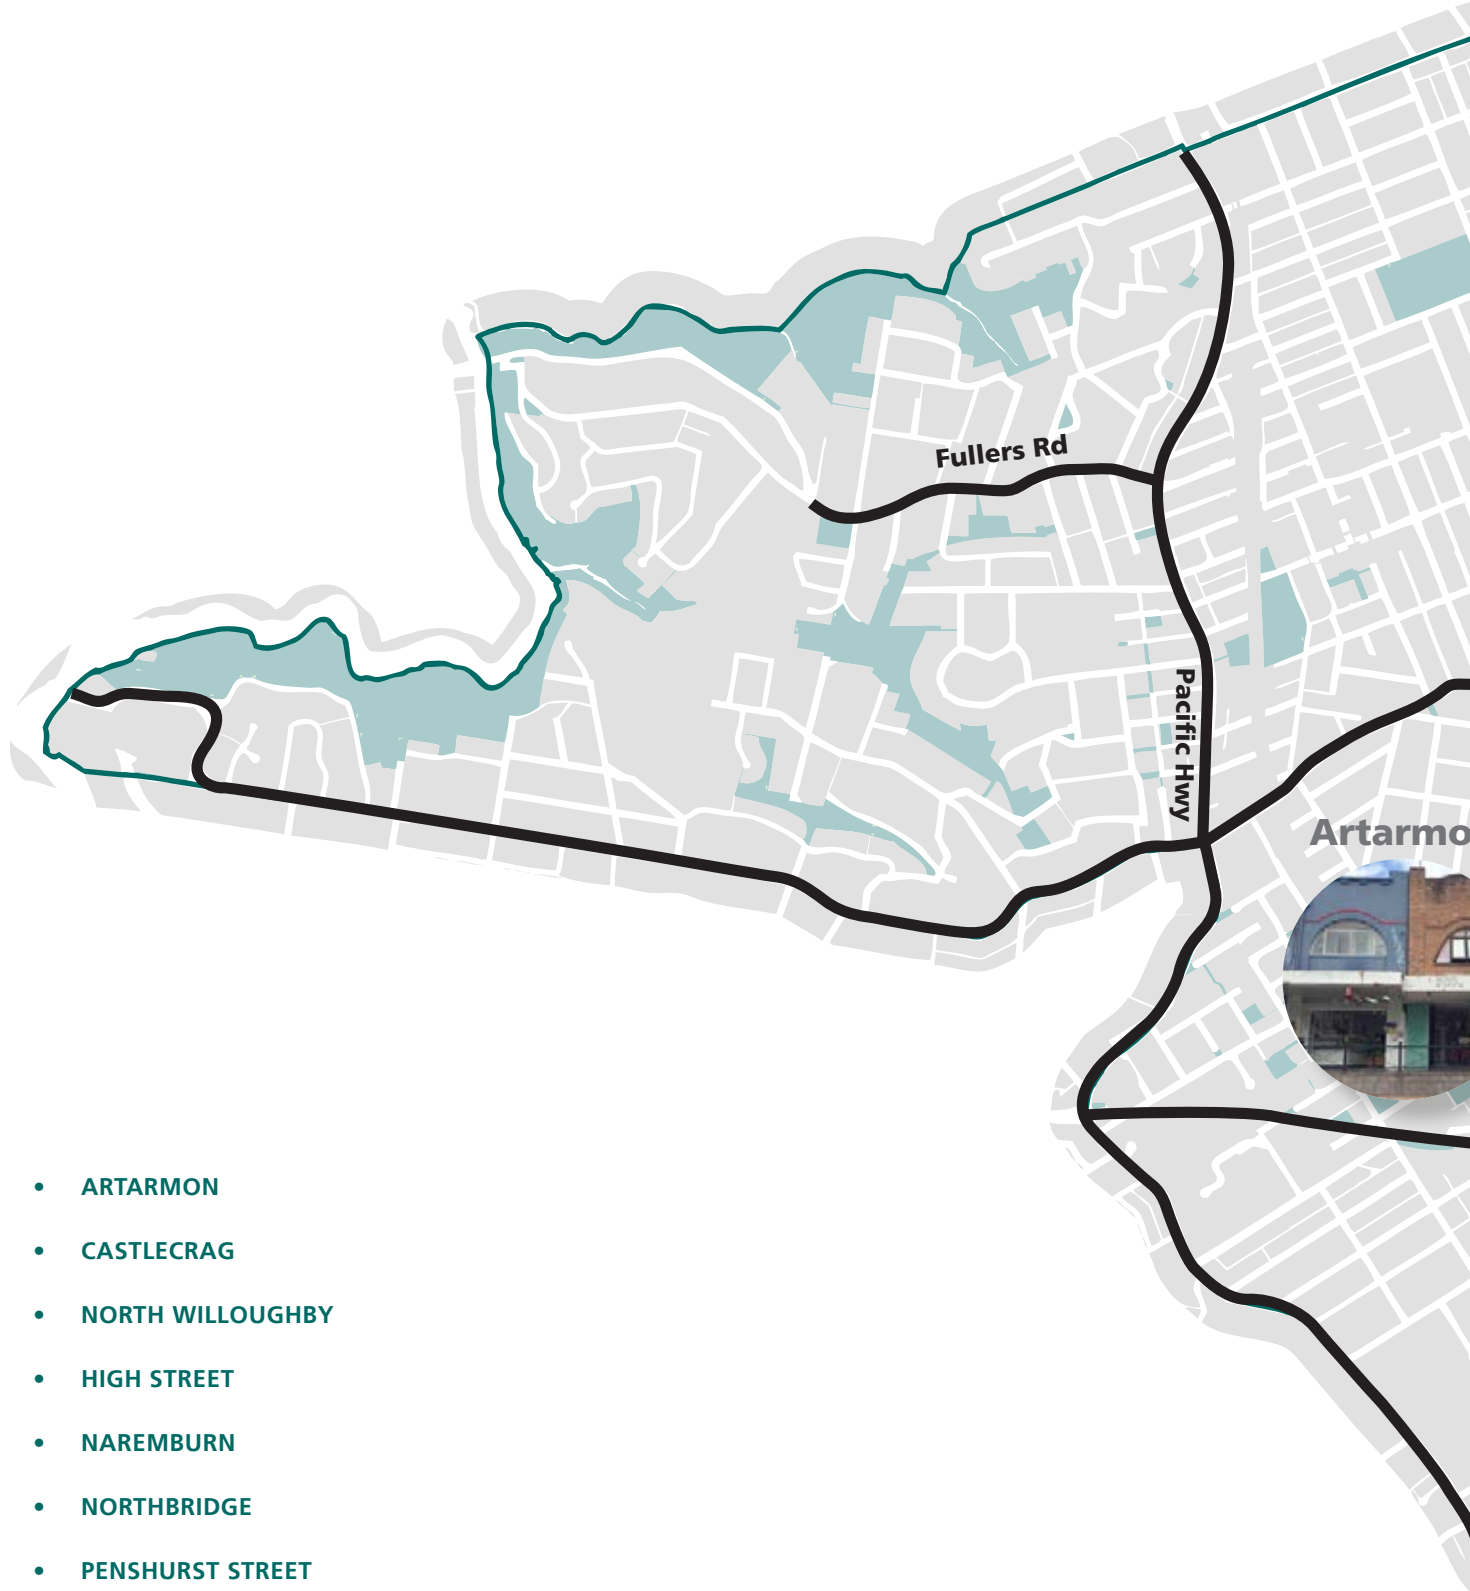 Fullers Rd
Pacific Hwy
Artarmo
• ARTARMON
• CASTLECRAG
• NORTH WILLOUGHBY
• HIGH STREET
• NAREMBURN
• NORTHBRIDGE
• PENSHURST STREET